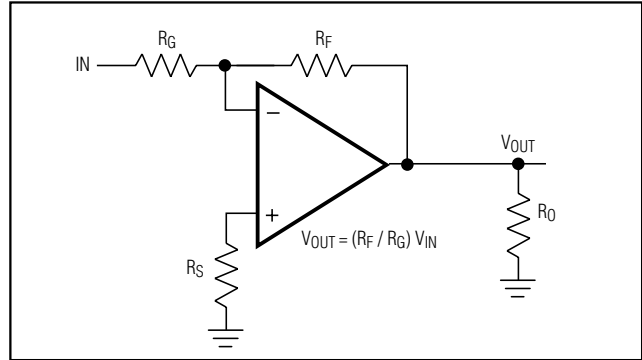 RG
RF
IN
−
VOUT
+
RO
VOUT = (RF / RG) VIN
RS